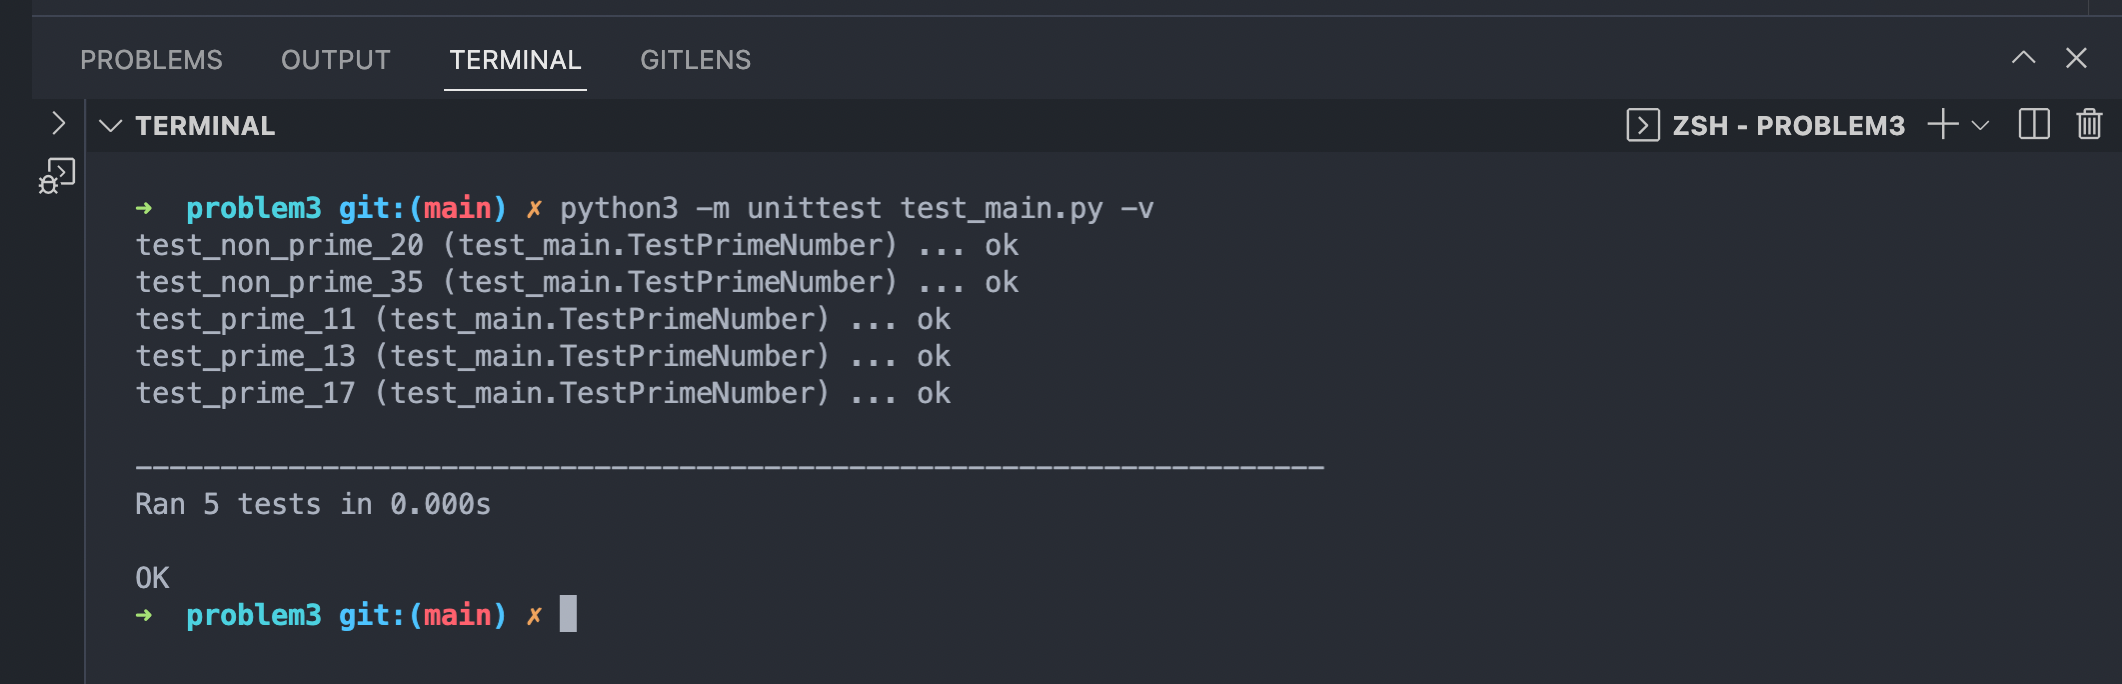 PROBLEMS OUTPUT TERMINAL GITLENS
TERMINAL ZSH - PROBLEM3
➜ problem3 git:(main) ✗ python3 -m unittest test_main.py -v
test_non_prime_20 (test_main.TestPrimeNumber) ... ok
test_non_prime_35 (test_main.TestPrimeNumber) ... ok
test_prime_11 (test_main.TestPrimeNumber) ... ok
test_prime_13 (test_main.TestPrimeNumber) ... ok
test_prime_17 (test_main.TestPrimeNumber) ... ok
----------------------------------------------------------------------
Ran 5 tests in 0.000s
OK
➜ problem3 git:(main) ✗